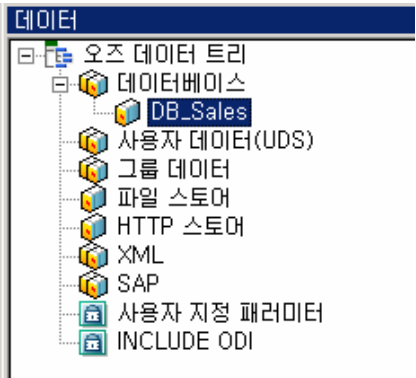 데이터
오즈 데이터 트리
데이터베이스
DB_Sales
사용자 데이터(UDS)
그룹 데이터
파일 스토어
HTTP 스토어
XML
SAP
사용자 지정 패러미터
INCLUDE ODI